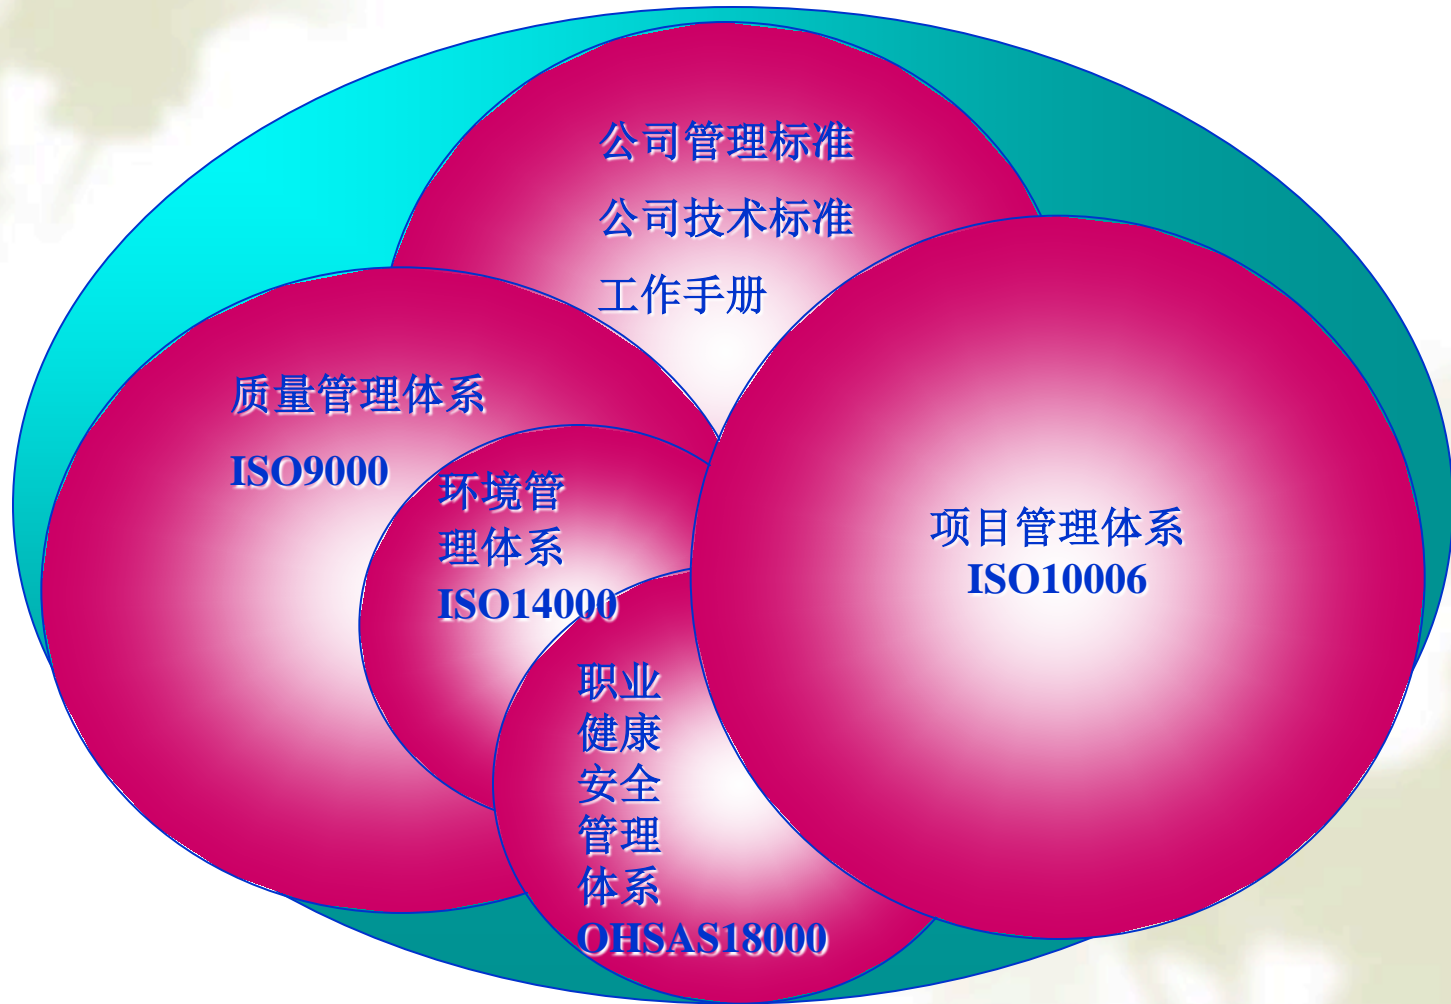 公司管理标准
公司技术标准
工作手册
质量管理体系
ISO9000
环境管
理体系
ISO14000
项目管理体系
ISO10006
职业
健康
安全
管理
体系
OHSAS18000